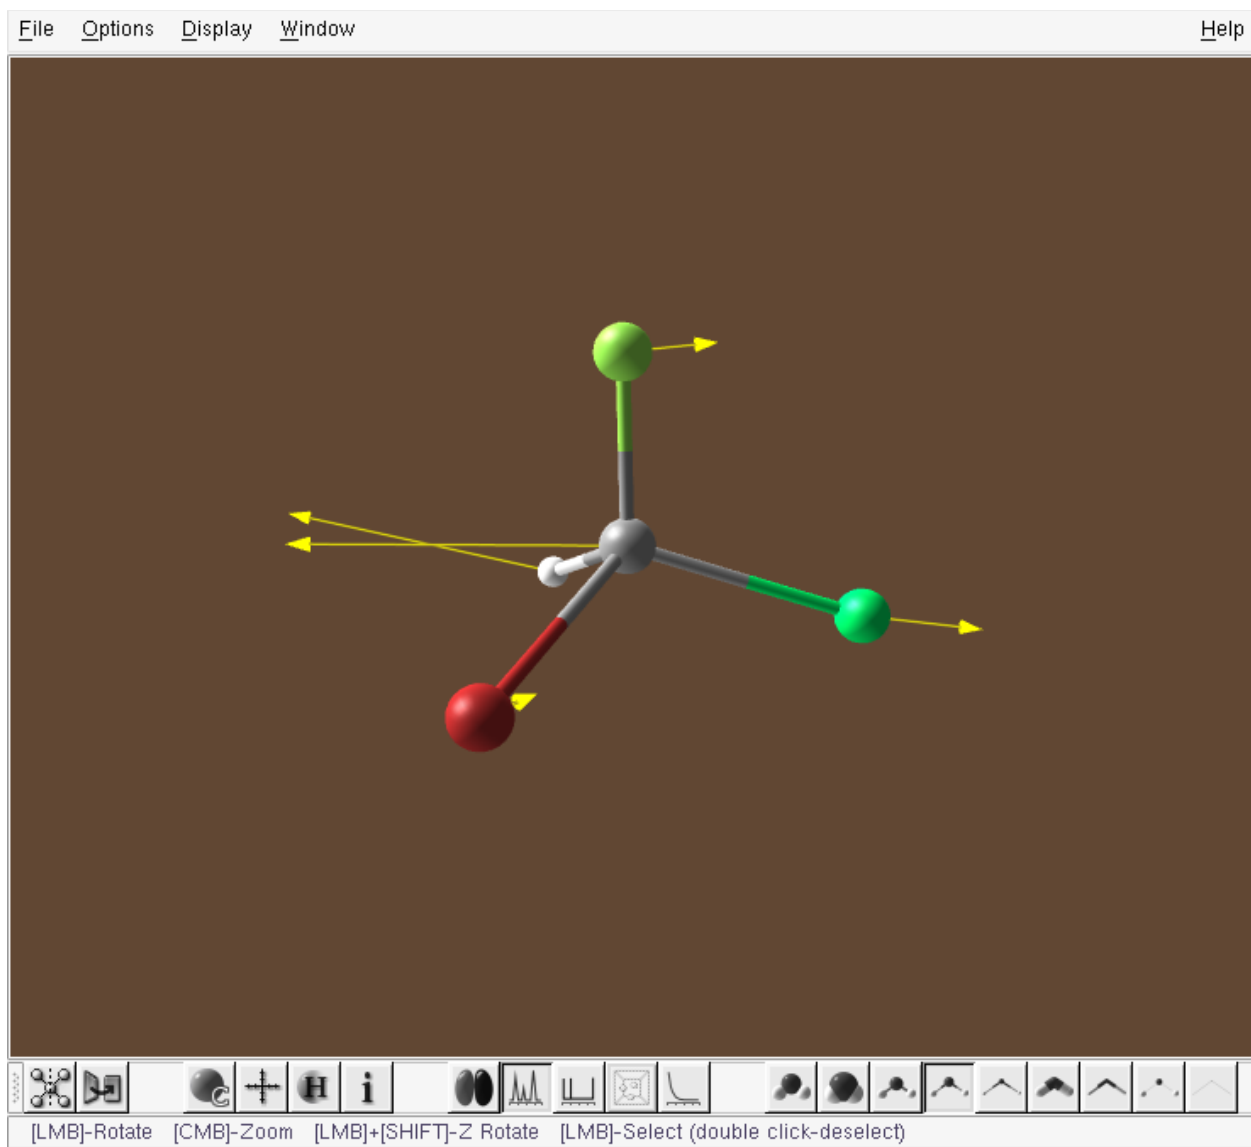 File Options Display Window Help
C H i
[LMB]-Rotate [CMB]-Zoom [LMB]+[SHIFT]-Z Rotate [LMB]-Select (double click-deselect)